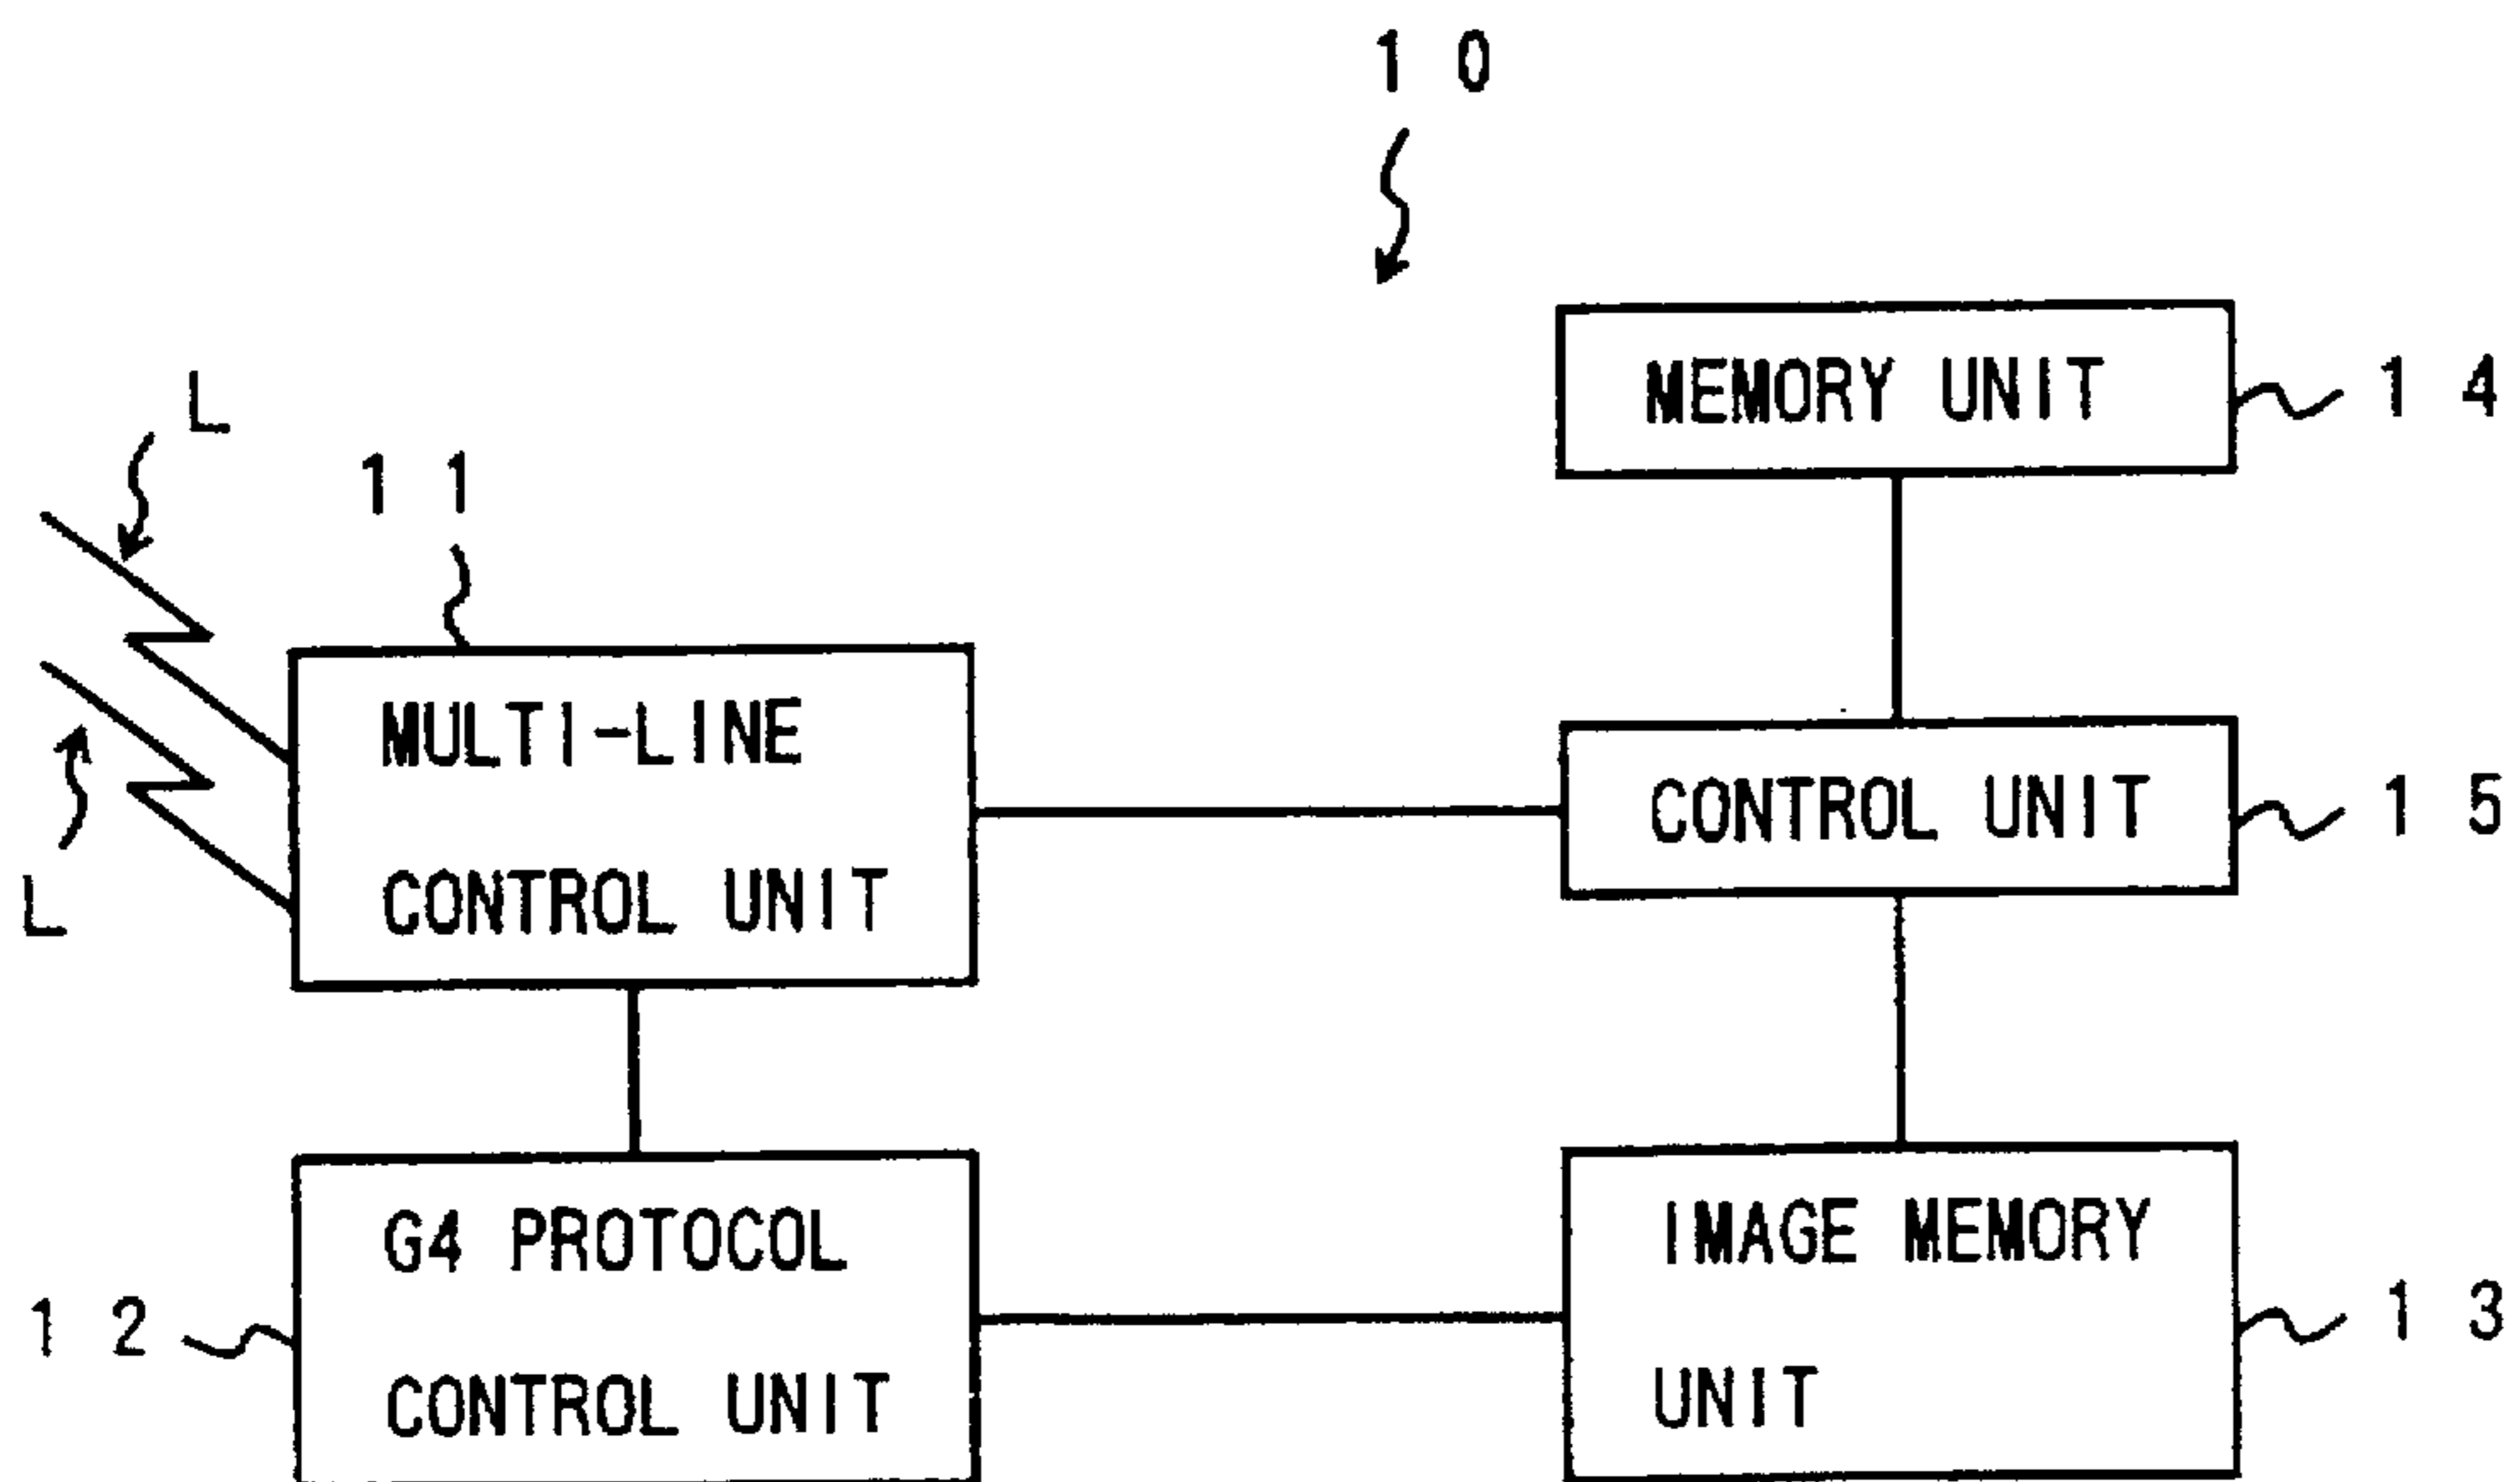 10
MEMORY UNIT
14
L
11
MULTI-LINE
CONTROL UNIT
CONTROL UNIT
15
L
G4 PROTOCOL
CONTROL UNIT
12
IMAGE MEMORY
UNIT
13